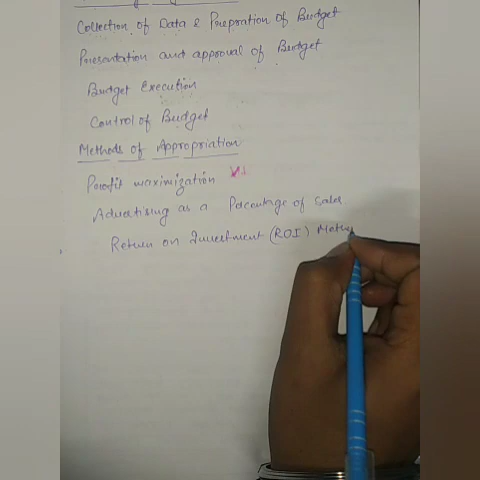 Collection of Data & Prepration of Budget
Presentation and approval of Budget
Budget Execution
Control of Budget
Methods of Appropriation
Profit maximization
Advertising as a Percentage of Sales
Return on Investment (ROI) Meth